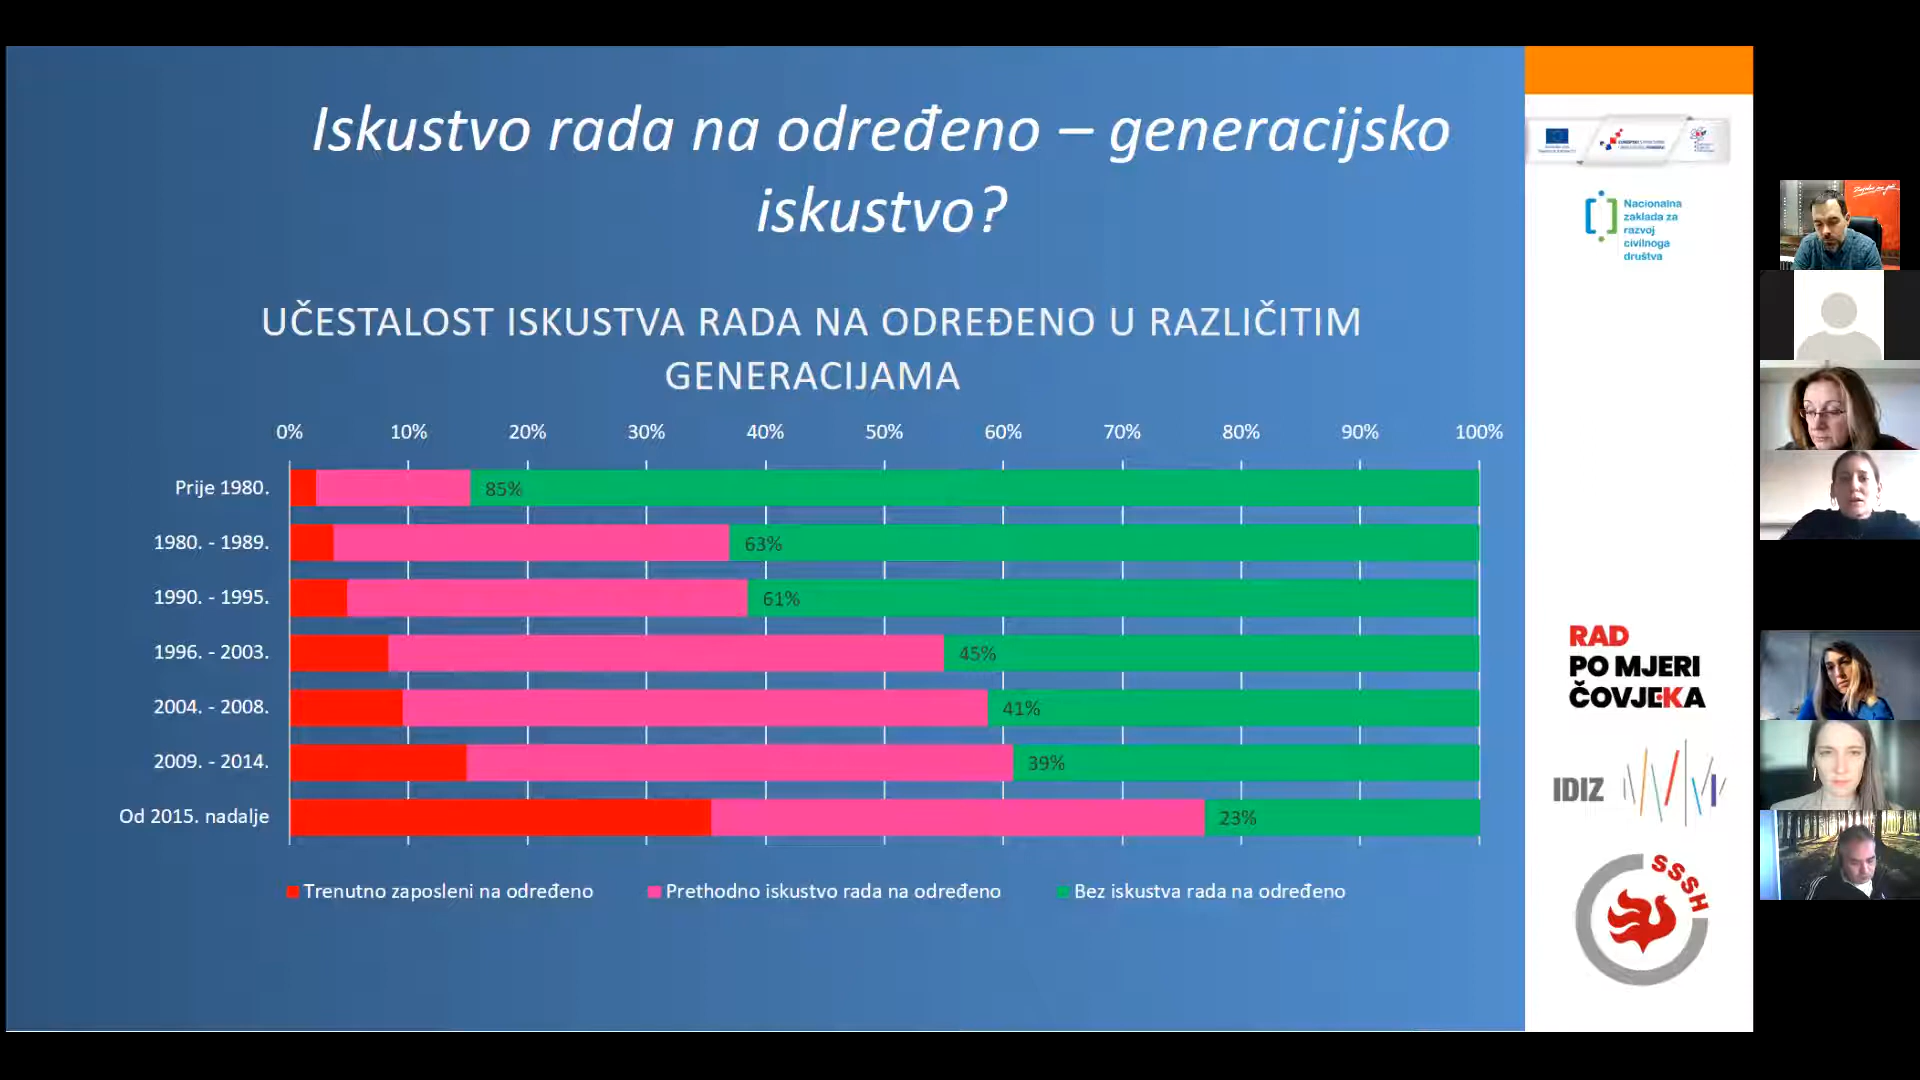 Iskustvo rada na određeno – generacijsko
iskustvo?
UČESTALOST ISKUSTVA RADA NA ODREĐENO U RAZLIČITIM
GENERACIJAMA
0% 10% 20% 30% 40% 50% 60% 70% 80% 90% 100%
Prije 1980. 85%
1980. - 1989. 63%
1990. - 1995. 61%
1996. - 2003. 45%
2004. - 2008. 41%
2009. - 2014. 39%
Od 2015. nadalje 23%
Trenutno zaposleni na određeno Prethodno iskustvo rada na određeno Bez iskustva rada na određeno
Nacionalna
zaklada za
razvoj
civilnoga
društva
RAD
PO MJERI
ČOVJEKA
IDIZ
SSSH